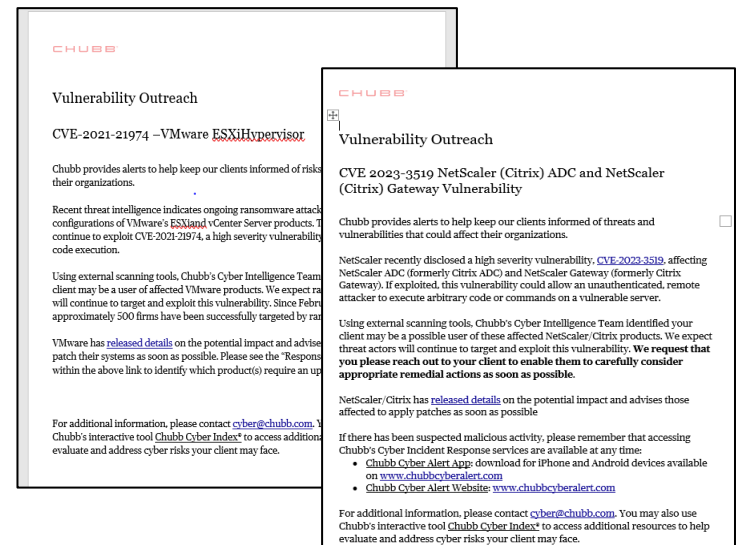 CHUBB
Vulnerability Outreach
CVE-2021-21974 –VMware ESXiHypervisor
Chubb provides alerts to help keep our clients informed of risks
their organizations.
Recent threat intelligence indicates ongoing ransomware attack
configurations of VMware's ESXiand vCenter Server products. T
continue to exploit CVE-2021-21974, a high severity vulnerability
code execution.
Using external scanning tools, Chubb's Cyber Intelligence Team
client may be a user of affected VMware products. We expect ra
will continue to target and exploit this vulnerability. Since Febru
approximately 500 firms have been successfully targeted by ran
VMware has released details on the potential impact and advise
patch their systems as soon as possible. Please see the "Respons
within the above link to identify which product(s) require an up
For additional information, please contact cyber@chubb.com. Y
Chubb's interactive tool Chubb Cyber Index® to access additiona
evaluate and address cyber risks your client may face.
CHUBB
Vulnerability Outreach
CVE 2023-3519 NetScaler (Citrix) ADC and NetScaler
(Citrix) Gateway Vulnerability
Chubb provides alerts to help keep our clients informed of threats and
vulnerabilities that could affect their organizations.
NetScaler recently disclosed a high severity vulnerability, CVE-2023-3519, affecting
NetScaler ADC (formerly Citrix ADC) and NetScaler Gateway (formerly Citrix
Gateway). If exploited, this vulnerability could allow an unauthenticated, remote
attacker to execute arbitrary code or commands on a vulnerable server.
Using external scanning tools, Chubb's Cyber Intelligence Team identified your
client may be a possible user of these affected NetScaler/Citrix products. We expect
threat actors will continue to target and exploit this vulnerability. We request that
you please reach out to your client to enable them to carefully consider
appropriate remedial actions as soon as possible.
NetScaler/Citrix has released details on the potential impact and advises those
affected to apply patches as soon as possible
If there has been suspected malicious activity, please remember that accessing
Chubb's Cyber Incident Response services are available at any time:
• Chubb Cyber Alert App: download for iPhone and Android devices available
on www.chubbcyberalert.com
• Chubb Cyber Alert Website: www.chubbcyberalert.com
For additional information, please contact cyber@chubb.com. You may also use
Chubb's interactive tool Chubb Cyber Index® to access additional resources to help
evaluate and address cyber risks your client may face.